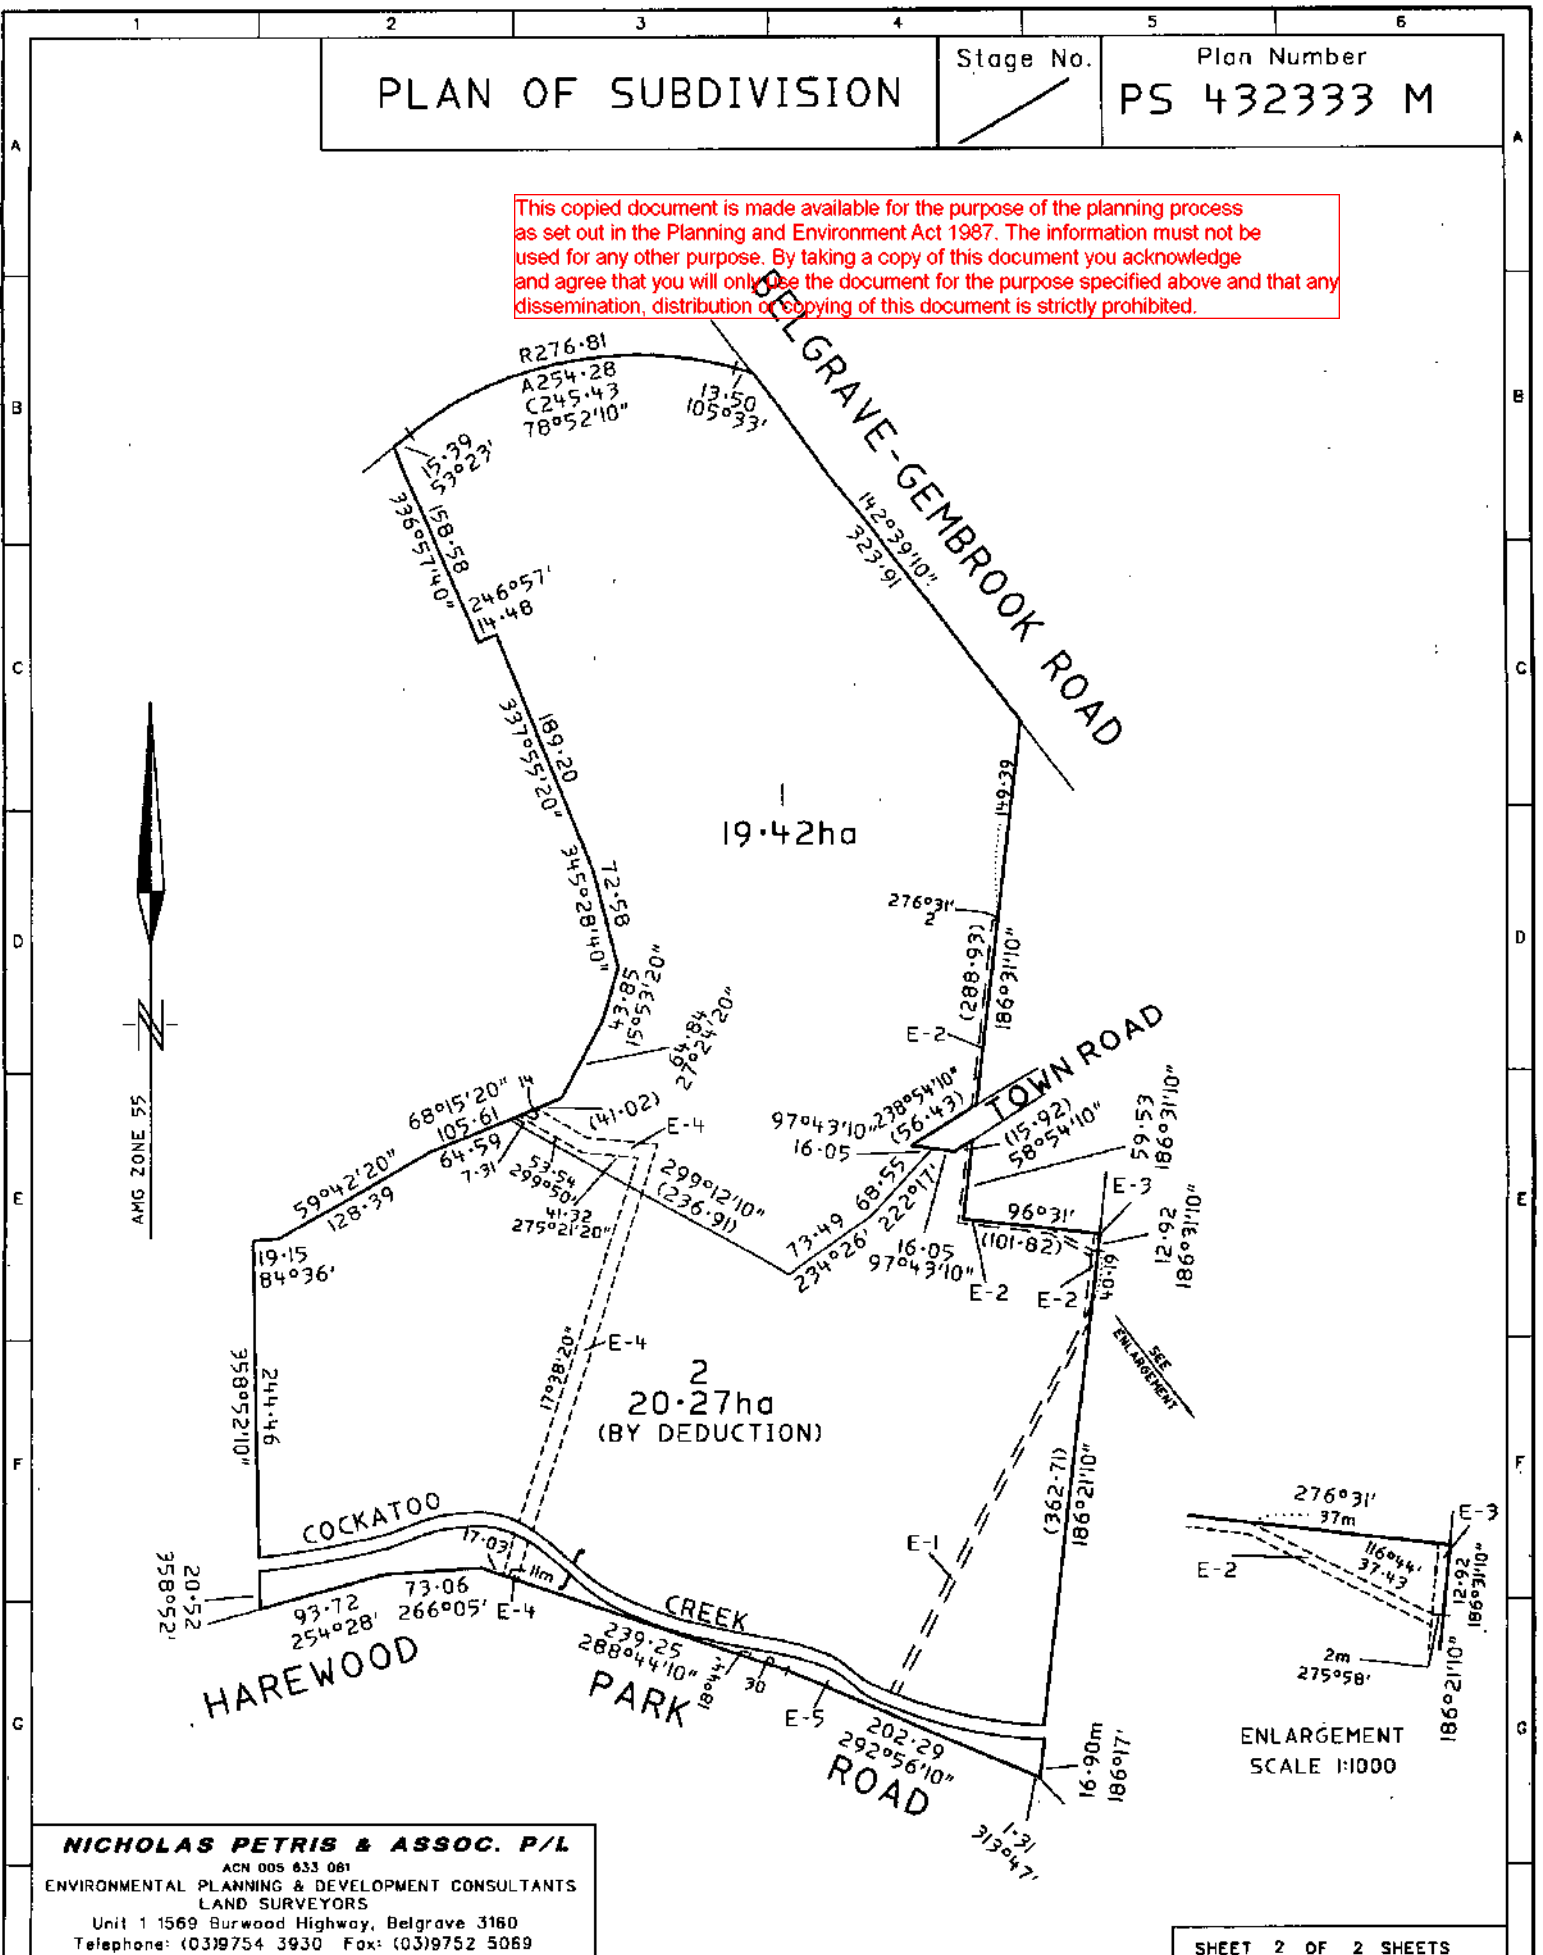 1 2 3 4 5 6
PLAN OF SUBDIVISION
Stage No.
Plan Number
PS 432333 M
A
A
This copied document is made available for the purpose of the planning process
as set out in the Planning and Environment Act 1987. The information must not be
used for any other purpose. By taking a copy of this document you acknowledge
and agree that you will only use the document for the purpose specified above and that any
dissemination, distribution or copying of this document is strictly prohibited.
BELGRAVE-GEMBROOK ROAD
R276·81
A254·28
C245·43
78°52'10"
13·50
105°33'
B
B
15·39
53°23'
158·58
336°57'40"
142°39'10"
323·91
246°57'
14·48
C
C
189·20
337°55'20"
149·39
1
19·42ha
72·58
345°28'40"
276°31'
2
D
D
(288·93)
186°31'10"
43·85
15°53'20"
64·84
27°24'20"
E-2
TOWN ROAD
AMG ZONE 55
N
68°15'20"
105·61
14
(41·02)
E-4
64·59
7·31
97°43'10"
16·05
238°54'10"
(56·43)
(15·92)
58°54'10"
59·53
186°31'10"
59°42'20"
128·39
53·54
299°50'
41·32
275°21'20"
299°12'10"
(236·91)
68·55
222°17'
E
E
E-3
96°31'
(101·82)
12·92
186°31'10"
73·49
234°26'
16·05
97°43'10"
19·15
84°36'
E-2
E-2
40·19
SEE
ENLARGEMENT
17°38'20"
E-4
2
20·27ha
(BY DEDUCTION)
244·46
358°52'10"
F
F
(362·71)
186°21'10"
276°31'
37m
E-3
116°44'
37·43
E-2
12·92
186°31'10"
2m
275°58'
186°21'10"
COCKATOO
17·03
11m
E-1
20·52
358°52'
93·72
254°28'
73·06
266°05'
E-4
CREEK
239·25
288°44'10"
18°44'
30
E-5
HAREWOOD
PARK
ROAD
202·29
292°56'10"
16·90m
186°17'
1·31
313°47'
G
G
ENLARGEMENT
SCALE 1:1000
NICHOLAS PETRIS & ASSOC. P/L
ACN 005 633 081
ENVIRONMENTAL PLANNING & DEVELOPMENT CONSULTANTS
LAND SURVEYORS
Unit 1 1569 Burwood Highway, Belgrave 3160
Telephone: (03)9754 3930 Fax: (03)9752 5069
SHEET 2 OF 2 SHEETS